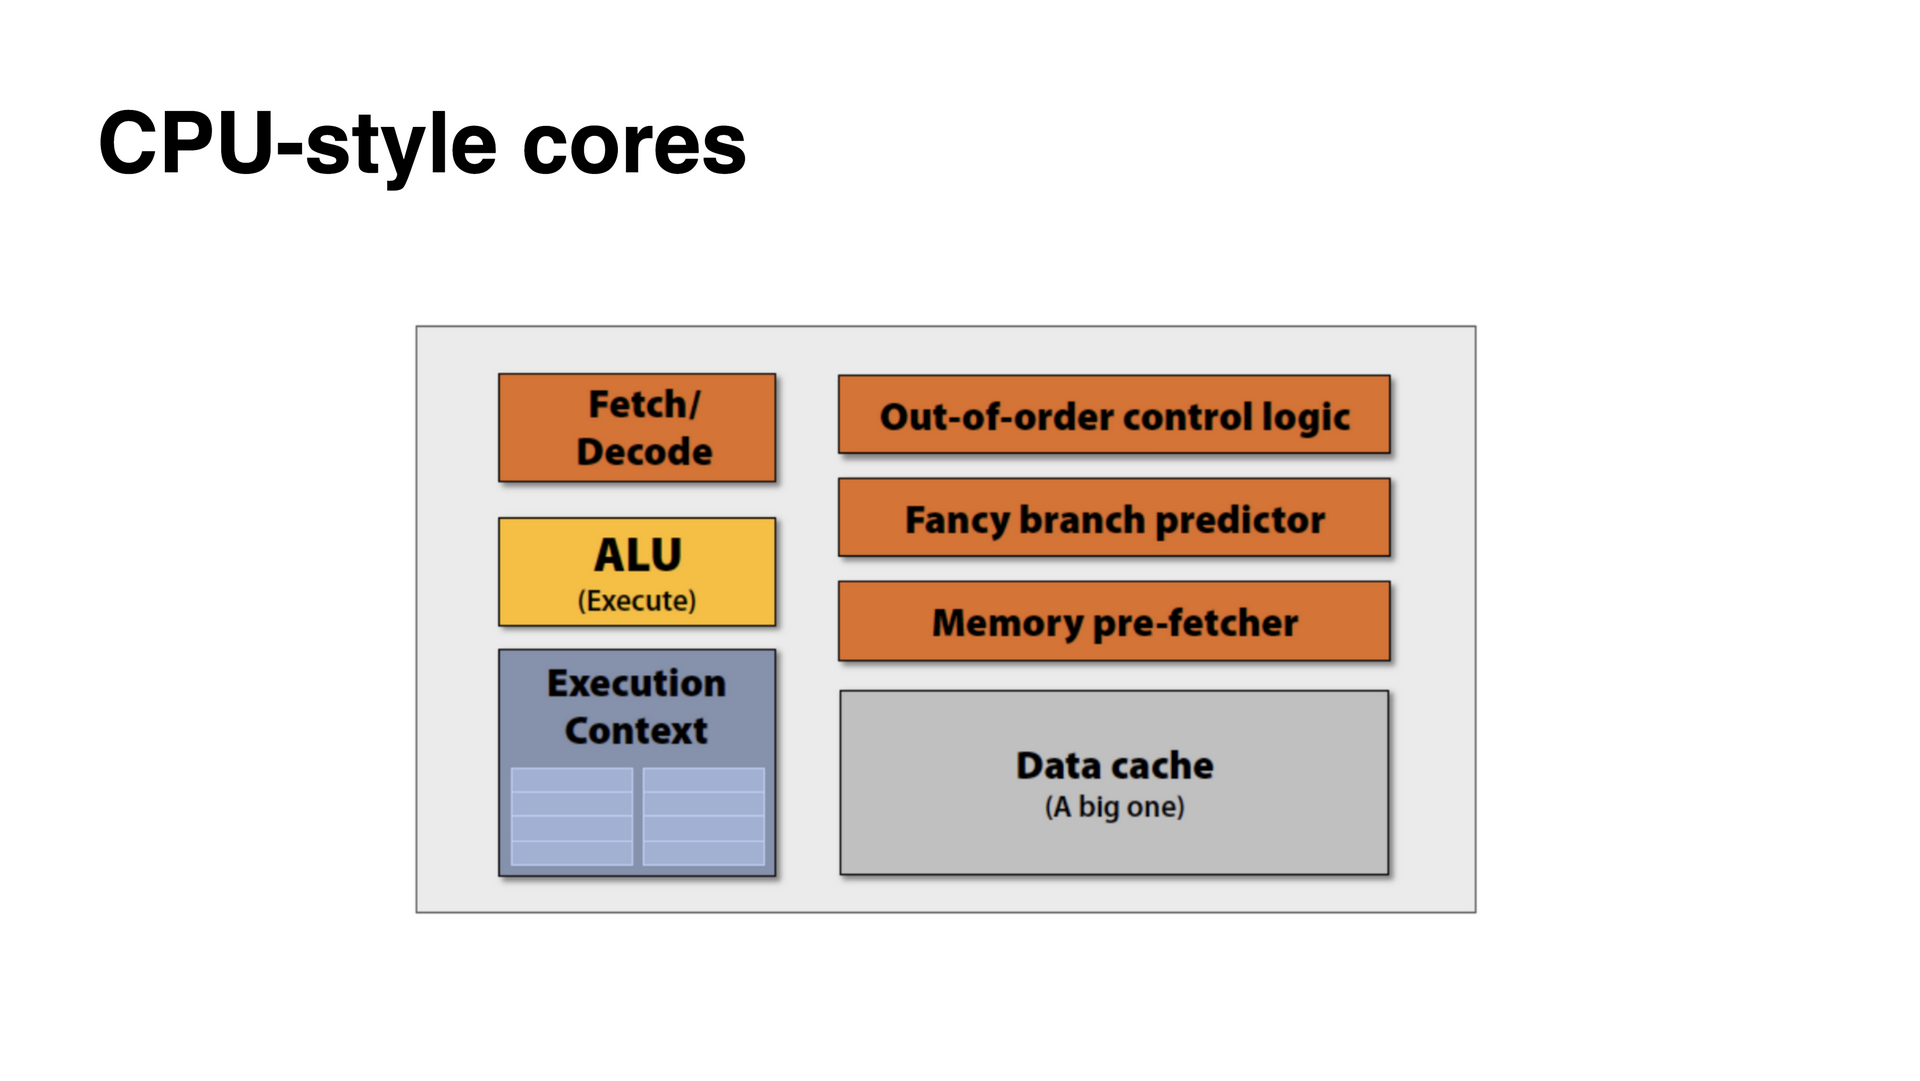 CPU-style cores
Fetch/
Decode
ALU
(Execute)
Execution
Context
Out-of-order control logic
Fancy branch predictor
Memory pre-fetcher
Data cache
(A big one)